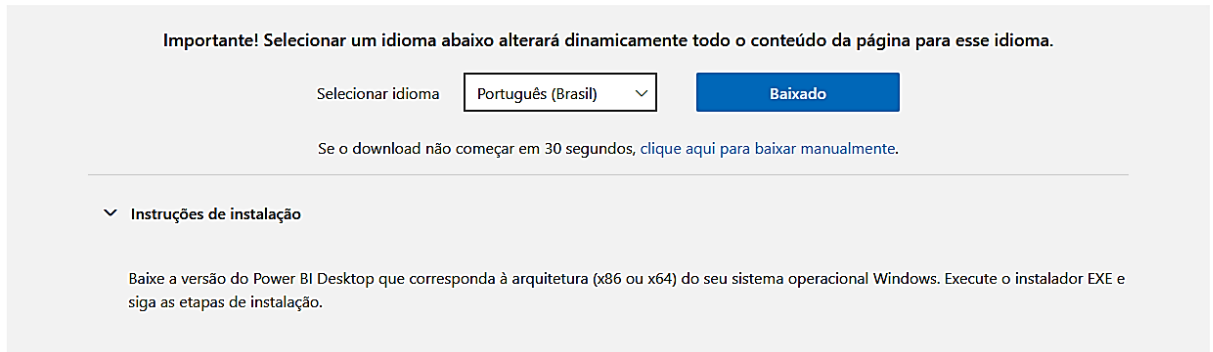 Importante! Selecionar um idioma abaixo alterará dinamicamente todo o conteúdo da página para esse idioma.
Selecionar idioma Português (Brasil) Baixado
Se o download não começar em 30 segundos, clique aqui para baixar manualmente.
Instruções de instalação
Baixe a versão do Power BI Desktop que corresponda à arquitetura (x86 ou x64) do seu sistema operacional Windows. Execute o instalador EXE e
siga as etapas de instalação.